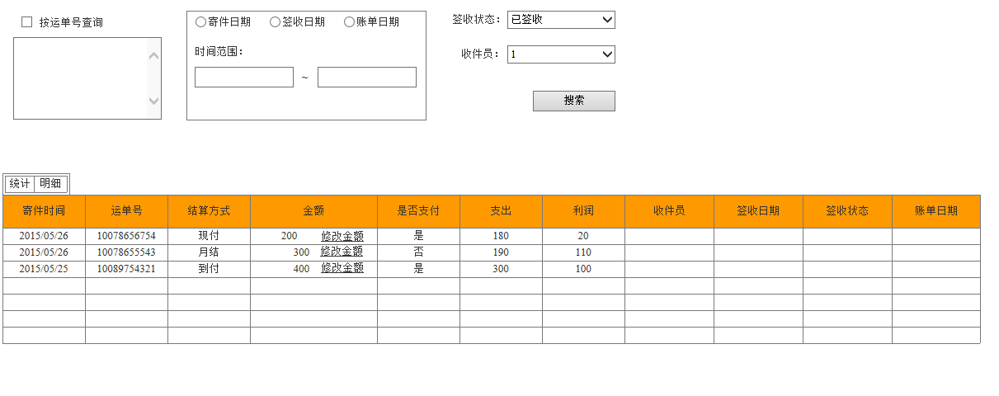 按运单号查询
寄件日期 签收日期 账单日期
时间范围：
~
签收状态： 已签收
收件员： 1
搜索
统计 明细
寄件时间 运单号 结算方式 金额 是否支付 支出 利润 收件员 签收日期 签收状态 账单日期
2015/05/26 10078656754 现付 200 修改金额 是 180 20
2015/05/26 10078655543 月结 300 修改金额 否 190 110
2015/05/25 10089754321 到付 400 修改金额 是 300 100